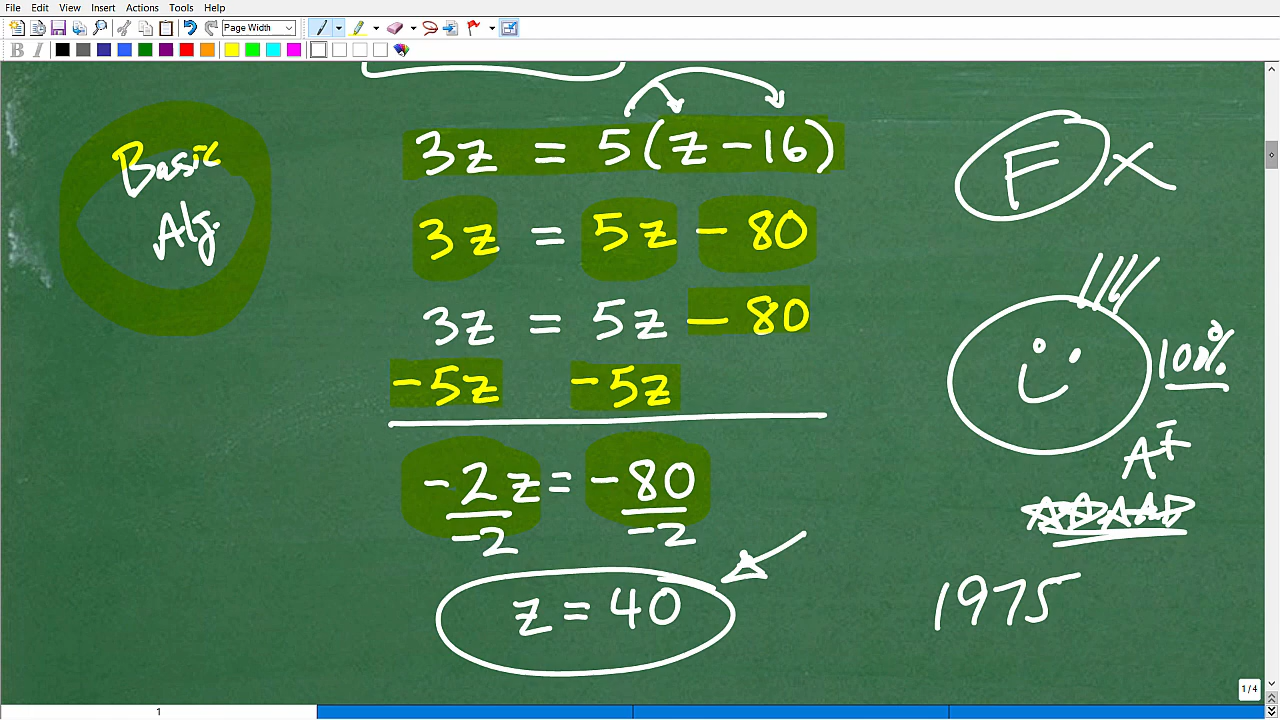 File Edit View Insert Actions Tools Help
Page Width
B I
Basic
Alg.
3z = 5(z - 16)
3z = 5z - 80
3z = 5z - 80
-5z -5z
-2z = -80
-2 -2
z = 40
F X
100%
A+
1975
1/4
1